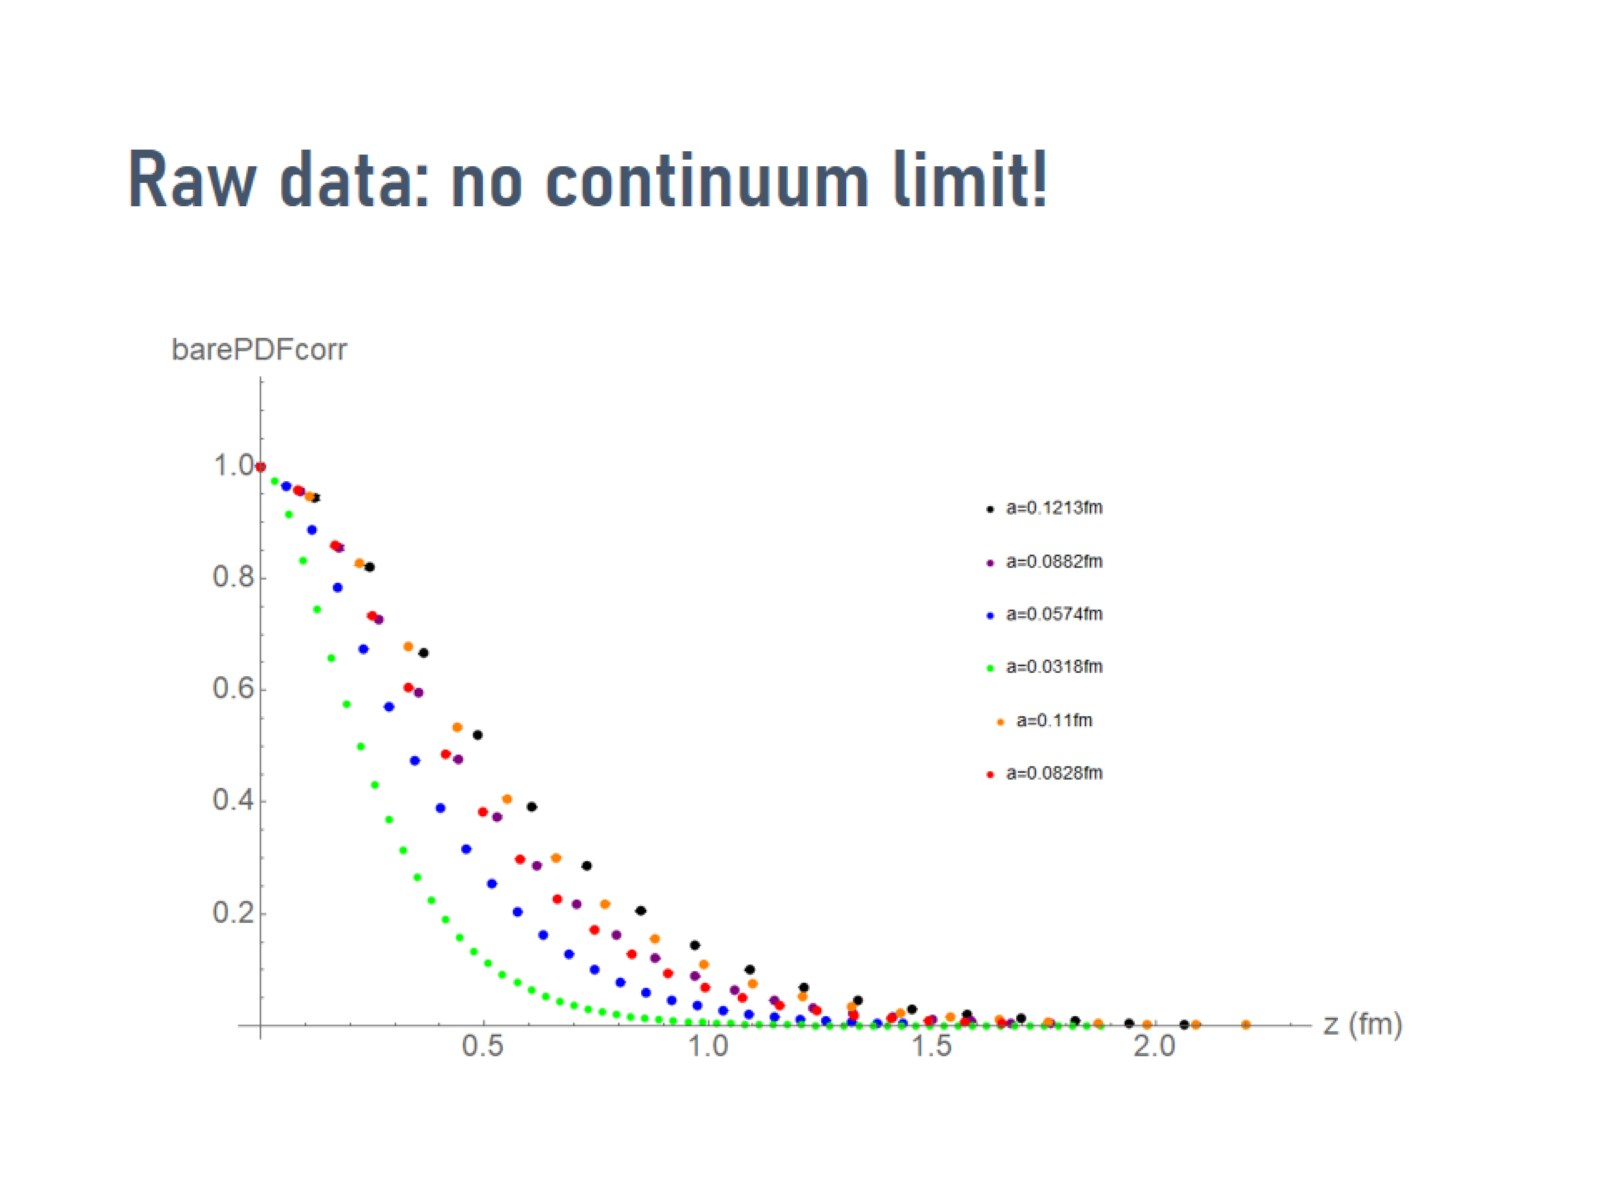 Raw data: no continuum limit!
barePDFcorr
1.0
0.8
0.6
0.4
0.2
0.5
1.0
1.5
2.0
z (fm)
a=0.1213fm
a=0.0882fm
a=0.0574fm
a=0.0318fm
a=0.11fm
a=0.0828fm